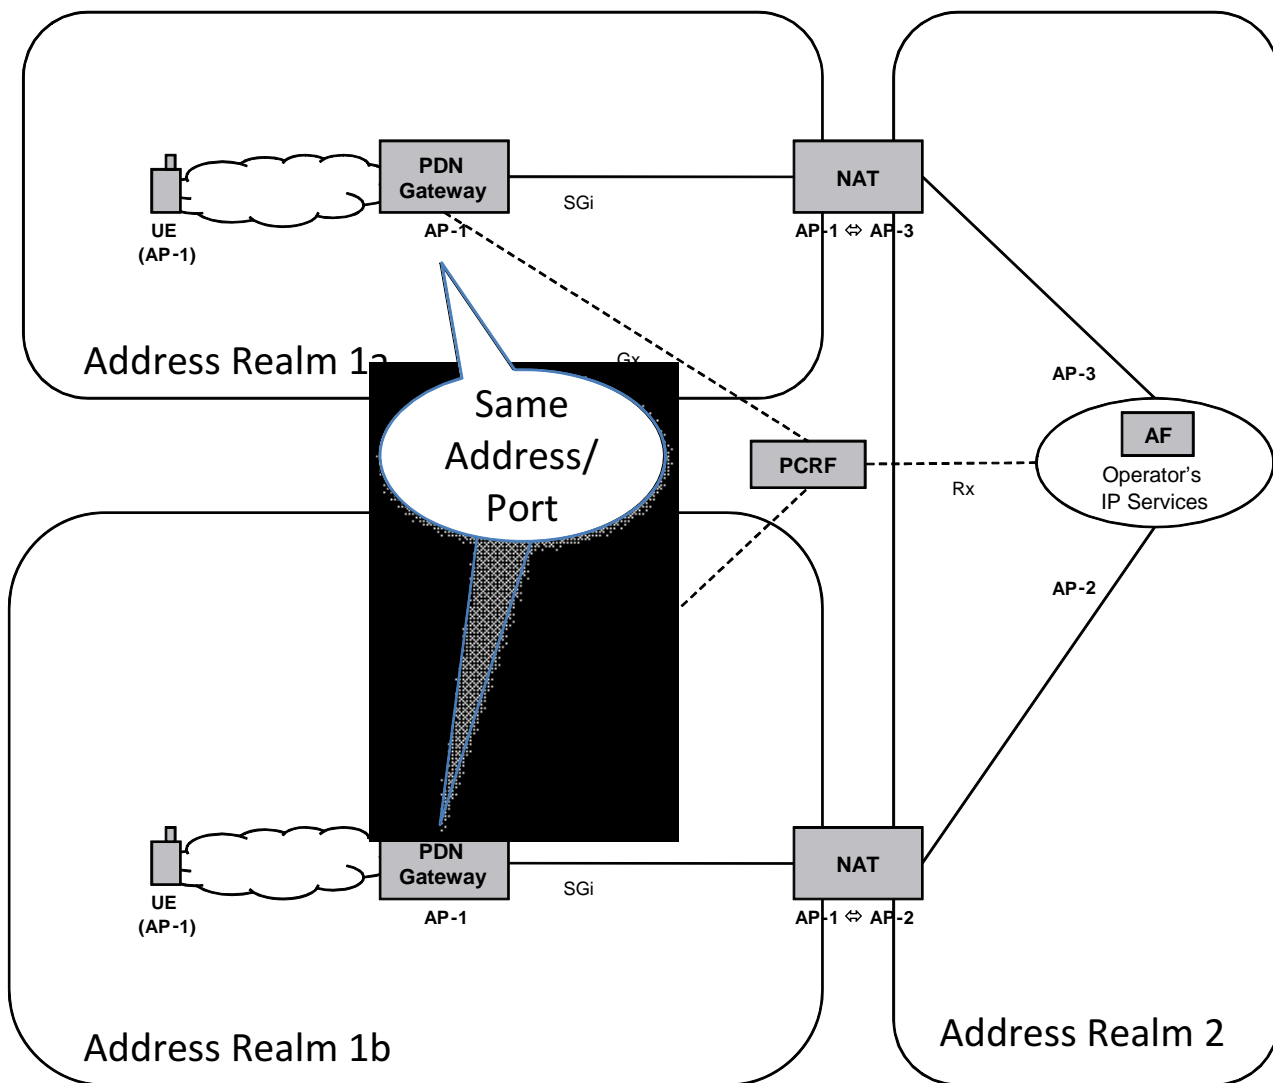 PDN
Gateway
NAT
SGi
UE
(AP-1)
AP-1
AP-1 ⇔ AP-3
Address Realm 1a
Gx
AP-3
Same
Address/
Port
PCRF
Rx
AF
Operator's
IP Services
AP-2
PDN
Gateway
NAT
SGi
UE
(AP-1)
AP-1
AP-1 ⇔ AP-2
Address Realm 1b
Address Realm 2